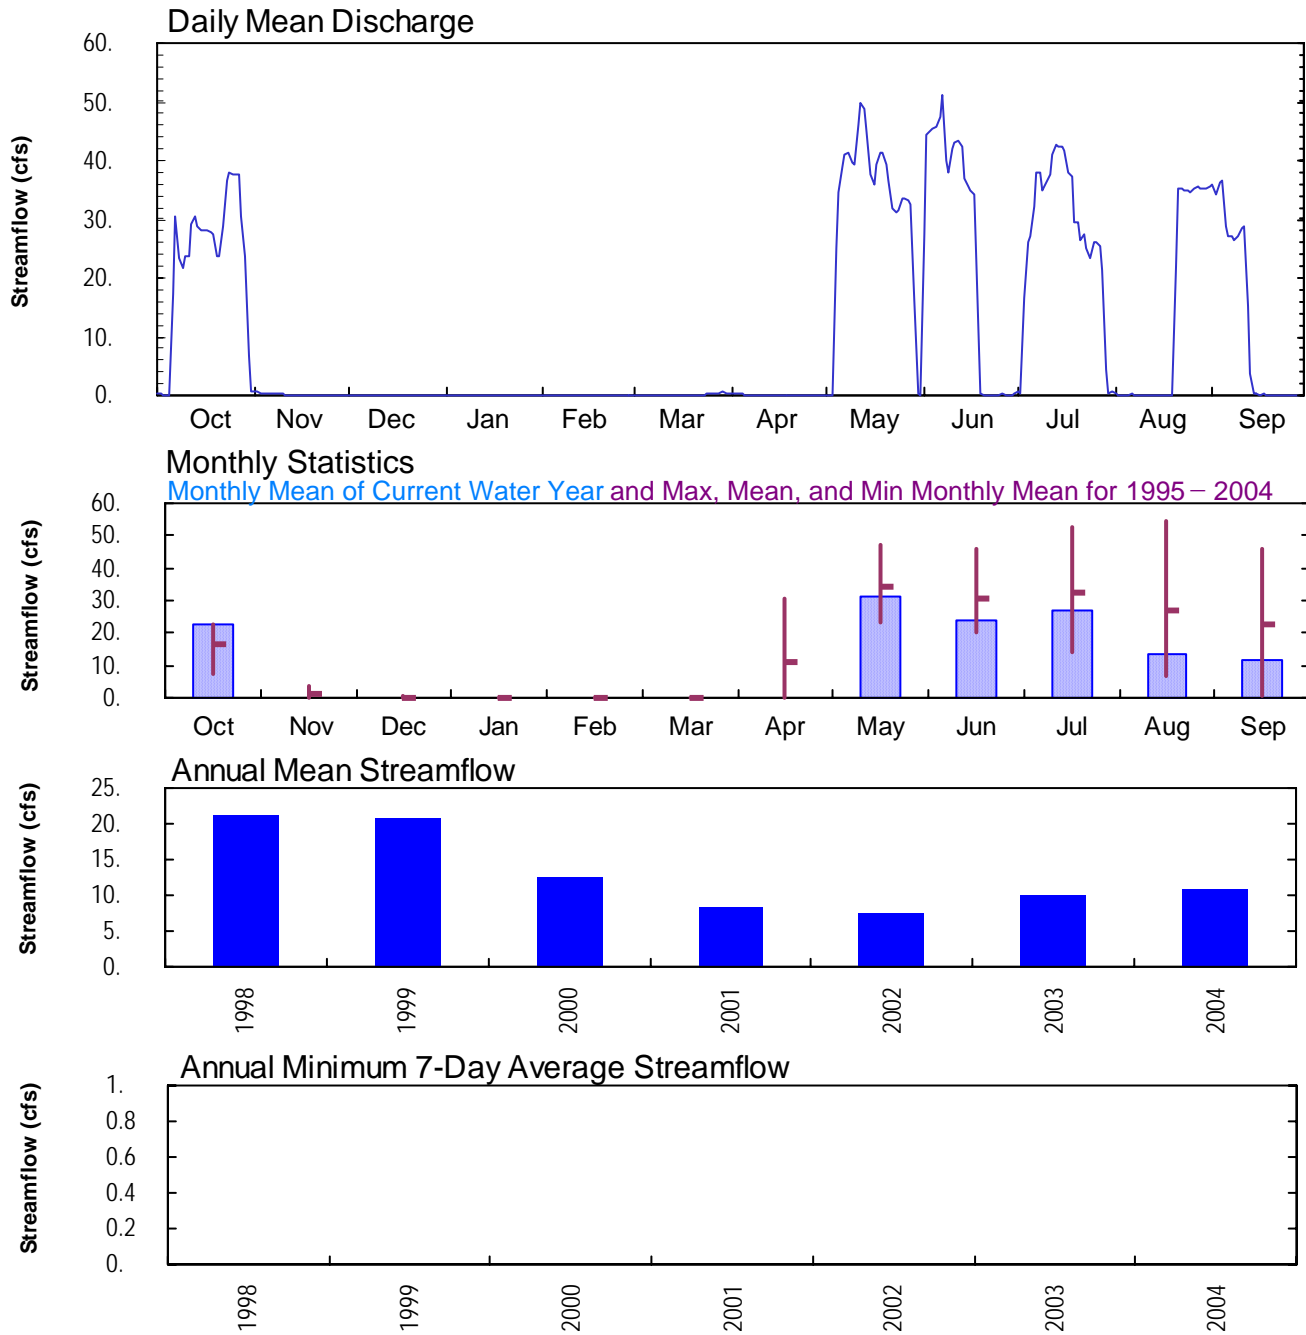 Daily Mean Discharge
Streamflow (cfs)
60.
50.
40.
30.
20.
10.
0.
Oct Nov Dec Jan Feb Mar Apr May Jun Jul Aug Sep
Monthly Statistics
Monthly Mean of Current Water Year and Max, Mean, and Min Monthly Mean for 1995 – 2004
Streamflow (cfs)
60.
50.
40.
30.
20.
10.
0.
Oct Nov Dec Jan Feb Mar Apr May Jun Jul Aug Sep
Annual Mean Streamflow
Streamflow (cfs)
25.
20.
15.
10.
5.
0.
1998 1999 2000 2001 2002 2003 2004
Annual Minimum 7-Day Average Streamflow
Streamflow (cfs)
1.
0.8
0.6
0.4
0.2
0.
1998 1999 2000 2001 2002 2003 2004